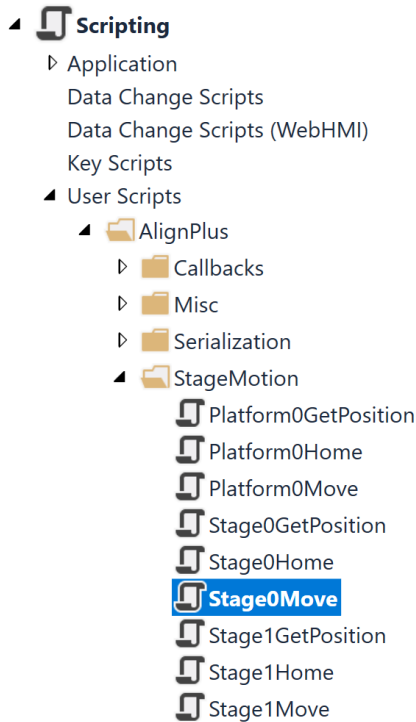 Scripting
Application
Data Change Scripts
Data Change Scripts (WebHMI)
Key Scripts
User Scripts
AlignPlus
Callbacks
Misc
Serialization
StageMotion
Platform0GetPosition
Platform0Home
Platform0Move
Stage0GetPosition
Stage0Home
Stage0Move
Stage1GetPosition
Stage1Home
Stage1Move